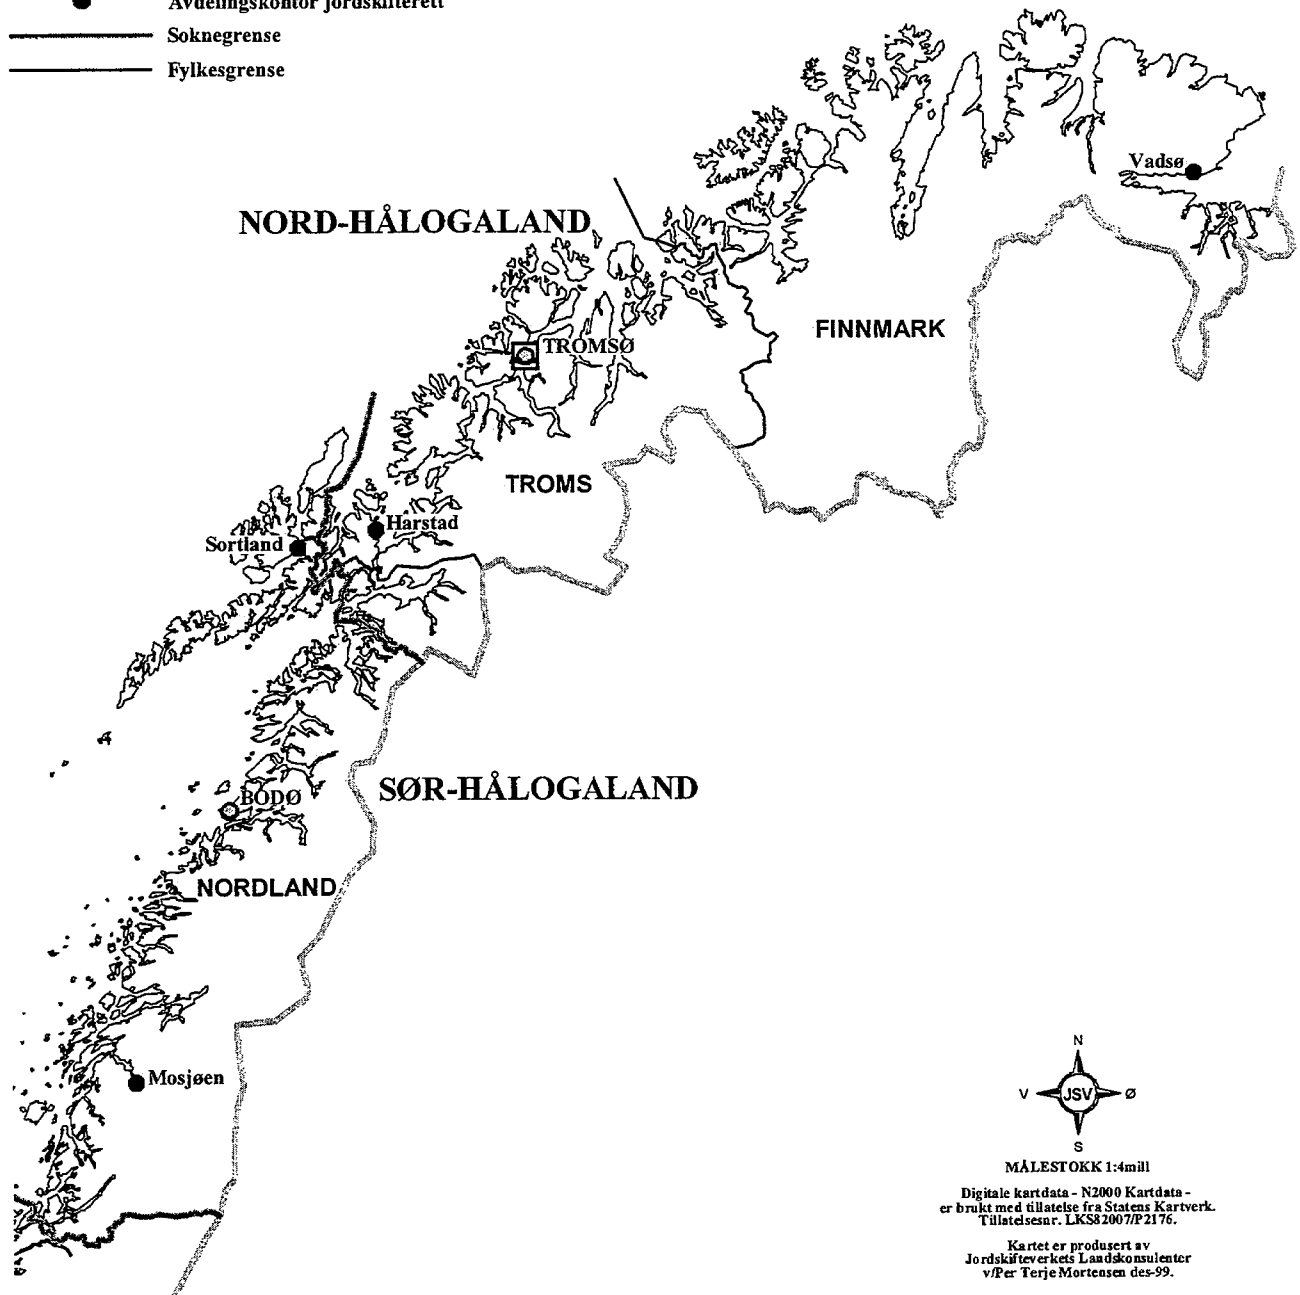 Avdelingskontor jordskifterett
Soknegrense
Fylkesgrense
Vadsø
NORD-HÅLOGALAND
FINNMARK
TROMSØ
TROMS
Harstad
Sortland
SØR-HÅLOGALAND
BODØ
NORDLAND
Mosjøen
N
V JSV Ø
S
MÅLESTOKK 1:4mill
Digitale kartdata - N2000 Kartdata -
er brukt med tillatelse fra Statens Kartverk.
Tillatelsesnr. LKS82007/P2176.
Kartet er produsert av
Jordskifteverkets Landskonsulenter
v/Per Terje Mortensen des-99.